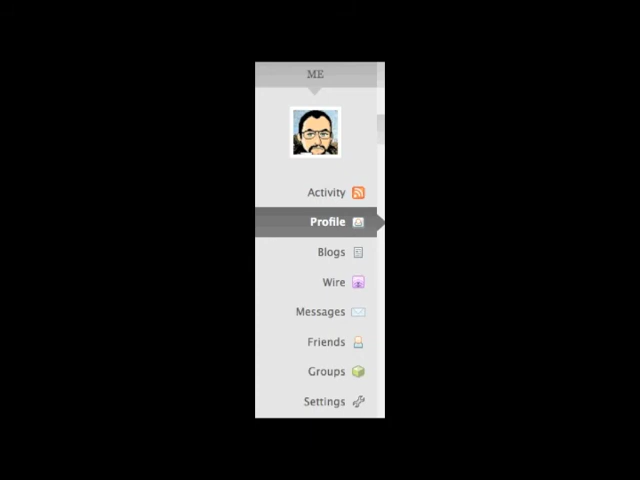 ME
Activity
Profile
Blogs
Wire
Messages
Friends
Groups
Settings